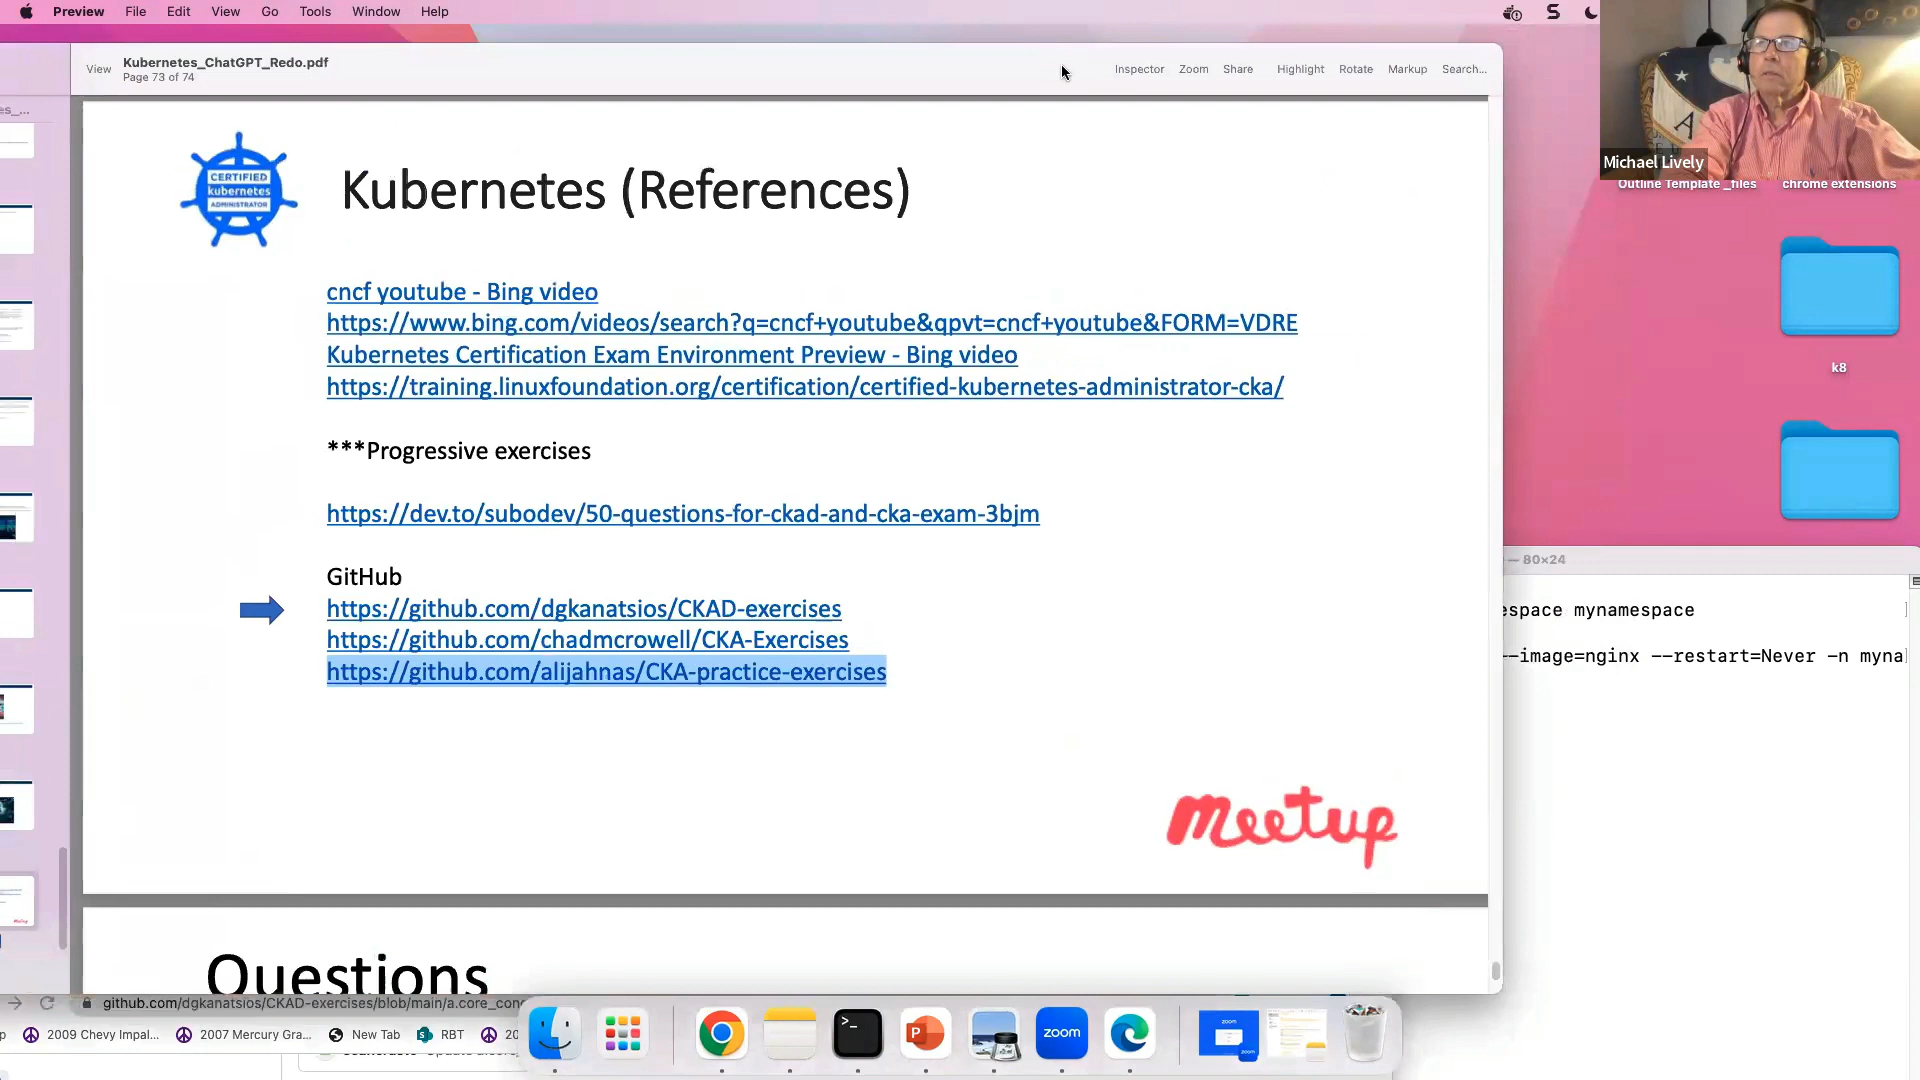 Preview File Edit View Go Tools Window Help
View
Kubernetes_ChatGPT_Redo.pdf
Page 73 of 74
Inspector Zoom Share Highlight Rotate Markup Search...
Michael Lively
Outline Template _files chrome extensions
CERTIFIED
kubernetes
ADMINISTRATOR
Kubernetes (References)
cncf youtube - Bing video
https://www.bing.com/videos/search?q=cncf+youtube&qpvt=cncf+youtube&FORM=VDRE
Kubernetes Certification Exam Environment Preview - Bing video
https://training.linuxfoundation.org/certification/certified-kubernetes-administrator-cka/
k8
***Progressive exercises
https://dev.to/subodev/50-questions-for-ckad-and-cka-exam-3bjm
— 80×24
GitHub
https://github.com/dgkanatsios/CKAD-exercises
https://github.com/chadmcrowell/CKA-Exercises
https://github.com/alijahnas/CKA-practice-exercises
espace mynamespace
--image=nginx --restart=Never -n myna
Meetup
Questions
github.com/dgkanatsios/CKAD-exercises/blob/main/a.core_con
2009 Chevy Impal... 2007 Mercury Gra... New Tab RBT 20
zoom